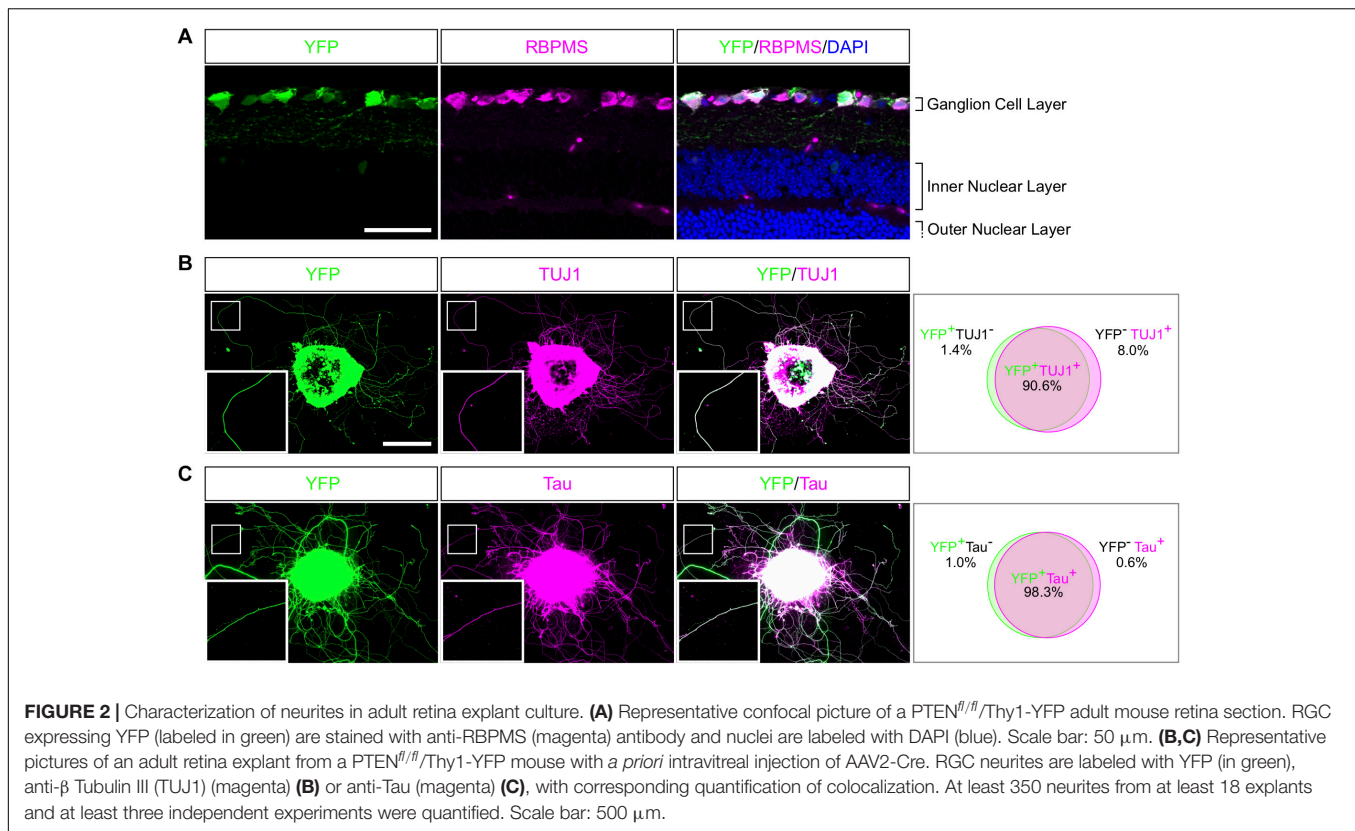 A
YFP
RBPMS
YFP/RBPMS/DAPI
Ganglion Cell Layer
Inner Nuclear Layer
Outer Nuclear Layer
B
YFP
TUJ1
YFP/TUJ1
YFP⁺TUJ1⁻
1.4%
YFP⁻ TUJ1⁺
8.0%
YFP⁺TUJ1⁺
90.6%
C
YFP
Tau
YFP/Tau
YFP⁺Tau⁻
1.0%
YFP⁻ Tau⁺
0.6%
YFP⁺Tau⁺
98.3%
FIGURE 2 | Characterization of neurites in adult retina explant culture. (A) Representative confocal picture of a PTENfl/fl/Thy1-YFP adult mouse retina section. RGC
expressing YFP (labeled in green) are stained with anti-RBPMS (magenta) antibody and nuclei are labeled with DAPI (blue). Scale bar: 50 μm. (B,C) Representative
pictures of an adult retina explant from a PTENfl/fl/Thy1-YFP mouse with a priori intravitreal injection of AAV2-Cre. RGC neurites are labeled with YFP (in green),
anti-β Tubulin III (TUJ1) (magenta) (B) or anti-Tau (magenta) (C), with corresponding quantification of colocalization. At least 350 neurites from at least 18 explants
and at least three independent experiments were quantified. Scale bar: 500 μm.